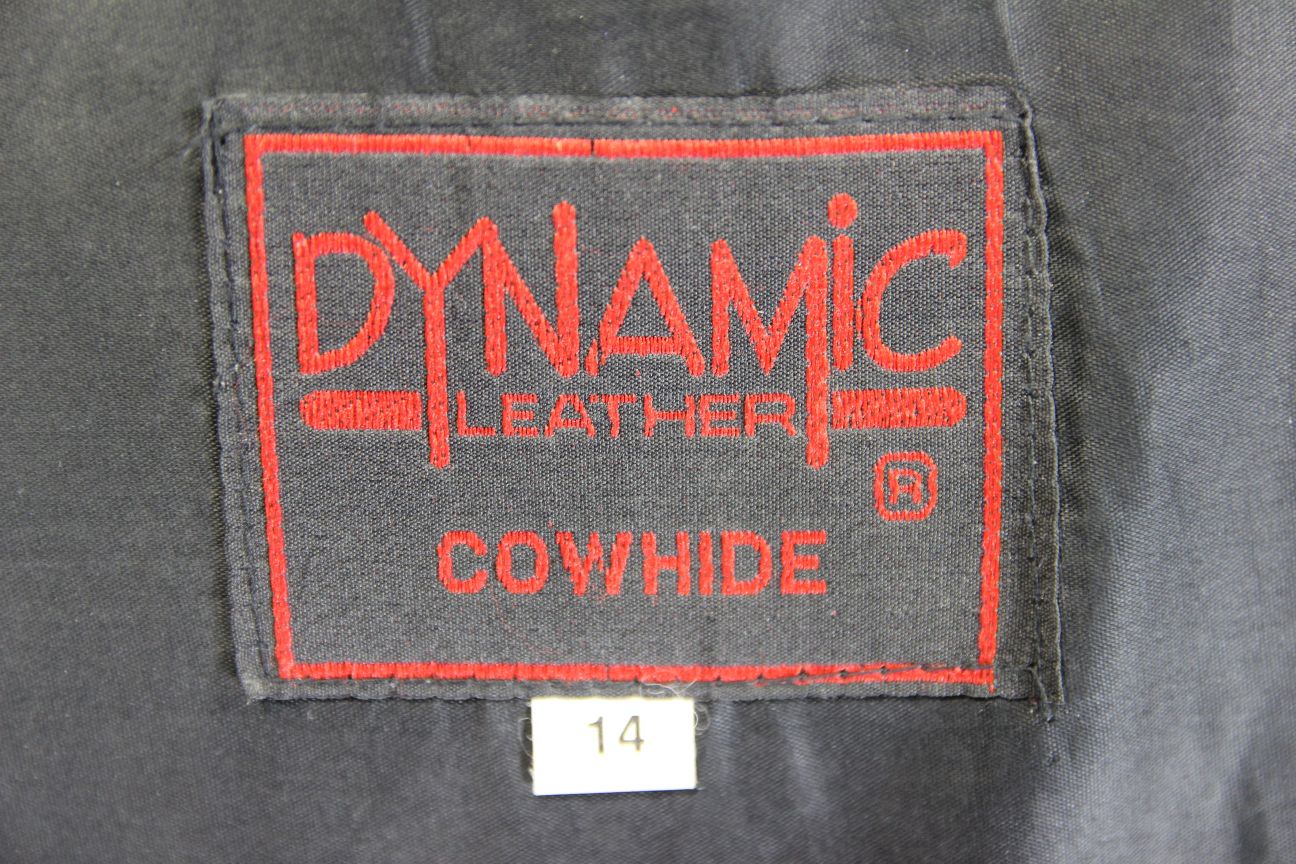 DYNAMiC
LEATHER
®
COWHIDE
14